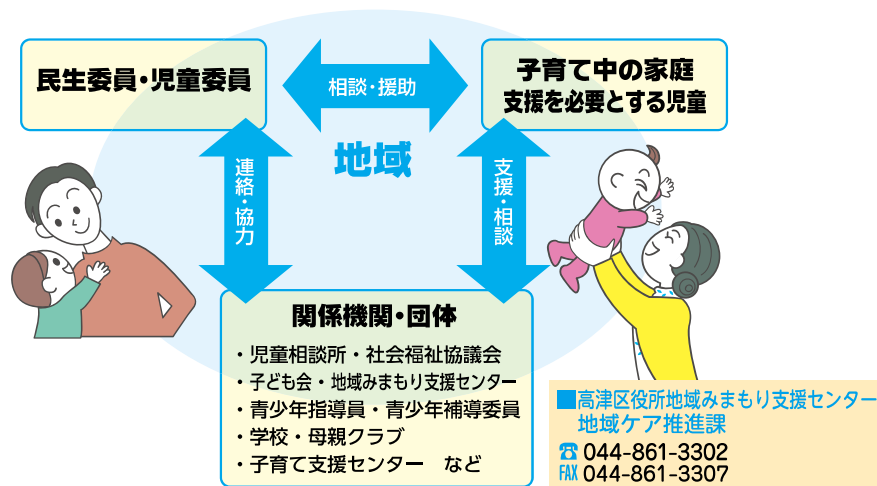 民生委員・児童委員
相談・援助
子育て中の家庭
支援を必要とする児童
地域
連絡・協力
支援・相談
関係機関・団体
・児童相談所・社会福祉協議会
・子ども会・地域みまもり支援センター
・青少年指導員・青少年補導委員
・学校・母親クラブ
・子育て支援センター　など
■高津区役所地域みまもり支援センター
地域ケア推進課
☎ 044-861-3302
FAX 044-861-3307